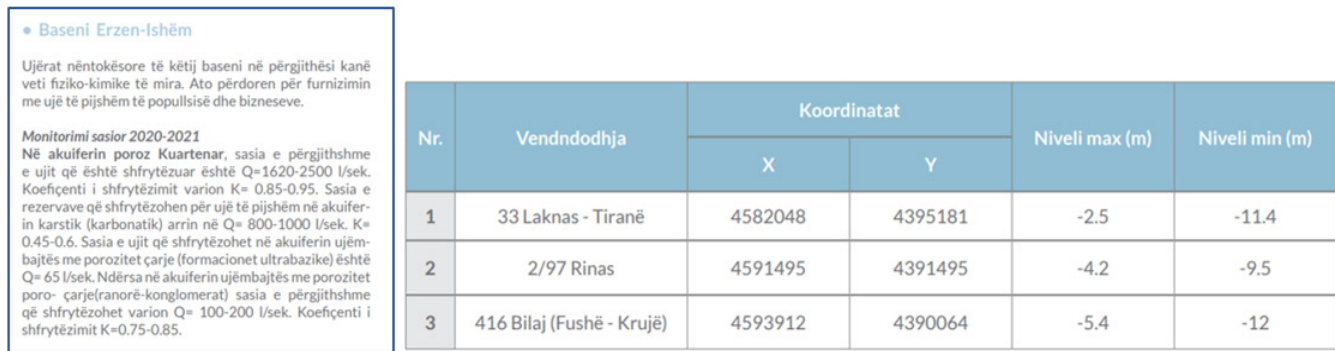 • Baseni Erzen-Ishëm
Ujërat nëntokësore të këtij baseni në përgjithësi kanë
veti fiziko-kimike të mira. Ato përdoren për furnizimin
me ujë të pijshëm të popullsisë dhe bizneseve.
Monitorimi sasior 2020-2021
Në akuiferin poroz Kuartenar, sasia e përgjithshme
e ujit që është shfrytëzuar është Q=1620-2500 l/sek.
Koefiçenti i shfrytëzimit varion K= 0.85-0.95. Sasia e
rezervave që shfrytëzohen për ujë të pijshëm në akuifer-
in karstik (karbonatik) arrin në Q= 800-1000 l/sek. K=
0.45-0.6. Sasia e ujit që shfrytëzohet në akuiferin ujëm-
bajtës me porozitet çarje (formacionet ultrabazike) është
Q= 65 l/sek. Ndërsa në akuiferin ujëmbajtës me porozitet
poro- çarje(ranorë-konglomerat) sasia e përgjithshme
që shfrytëzohet varion Q= 100-200 l/sek. Koefiçenti i
shfrytëzimit K=0.75-0.85.
Nr. Vendndodhja Koordinatat Niveli max (m) Niveli min (m)
X Y
1 33 Laknas - Tiranë 4582048 4395181 -2.5 -11.4
2 2/97 Rinas 4591495 4391495 -4.2 -9.5
3 416 Bilaj (Fushë - Krujë) 4593912 4390064 -5.4 -12